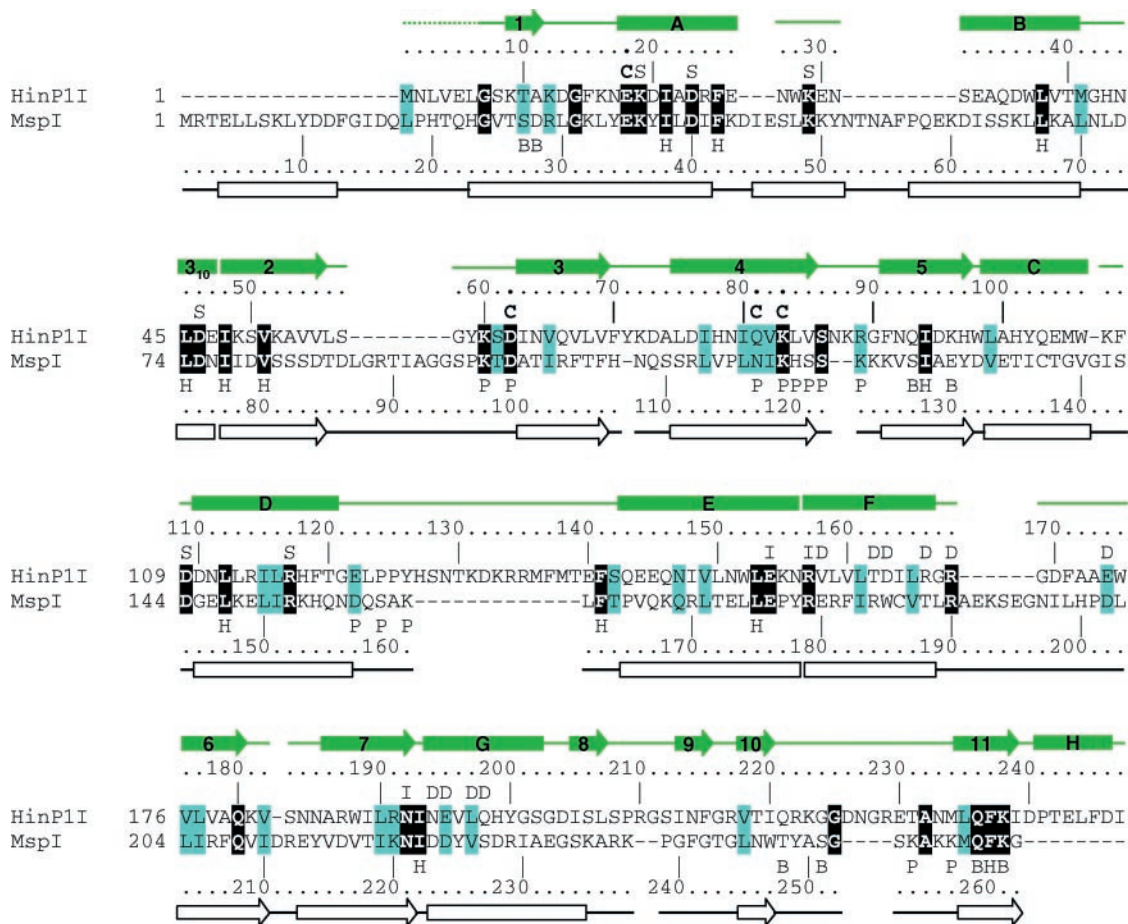 1 A B
10 20 30 40
C S S S
HinP1I 1 -----------------MNLVELGSKTAKDGFKNEKDIADRFE---NWKEN---------SEAQDWLVTMGHN
MspI 1 MRTELLSKLYDDFGIDQLPHTQHGVTSDRLGKLYEKYILDIFKDIESLKKYNTNAFPQEKDISSKLLKALNLD
BB H H H
10 20 30 40 50 60 70
3₁₀ 2 3 4 5 C
50 60 70 80 90 100
S C C C
HinP1I 45 LDEIKSVKAVVLS--------GYKSDINVQVLVFYKDALDIHNIQVKLVSNKRGFNQIDKHWLAHYQEMW-KF
MspI 74 LDNIIDVSSSDTDLGRTIAGGSPKTDATIRFTFH-NQSSRLVPLNIKHSS-KKKVSIAEYDVETICTGVGIS
H H H P P P PPPP P BH B
80 90 100 110 120 130 140
D E F
110 120 130 140 150 160 170
S S I ID DD D D D
HinP1I 109 DDNLLRILRHFTGELPPYHSNTKDKRRMFMTEFSQEEQNIVLNWLEKNRVLVLTDILRGR-----GDFAAEW
MspI 144 DGELKELIRKHQNDQSAK-------------LFTPVQKQRLTELLEPYRERFIRWCVTLRAEKSEGNILHPDL
H P P P H H
150 160 170 180 190 200
6 7 G 8 9 10 11 H
180 190 200 210 220 230 240
I DD DD
HinP1I 176 VLVAQKV-SNNARWILRNINEVLQHYGSGDISLSPRGSINFGRVTIQRKGGDNGRETANMLQFKIDPTELFDI
MspI 204 LIRFQVIDREYVDVTIKNIDDYVSDRIAEGSKARK--PGFGTGLNWTYASG-----SKAKKMQFKG--------
H B B P P BHB
210 220 230 240 250 260